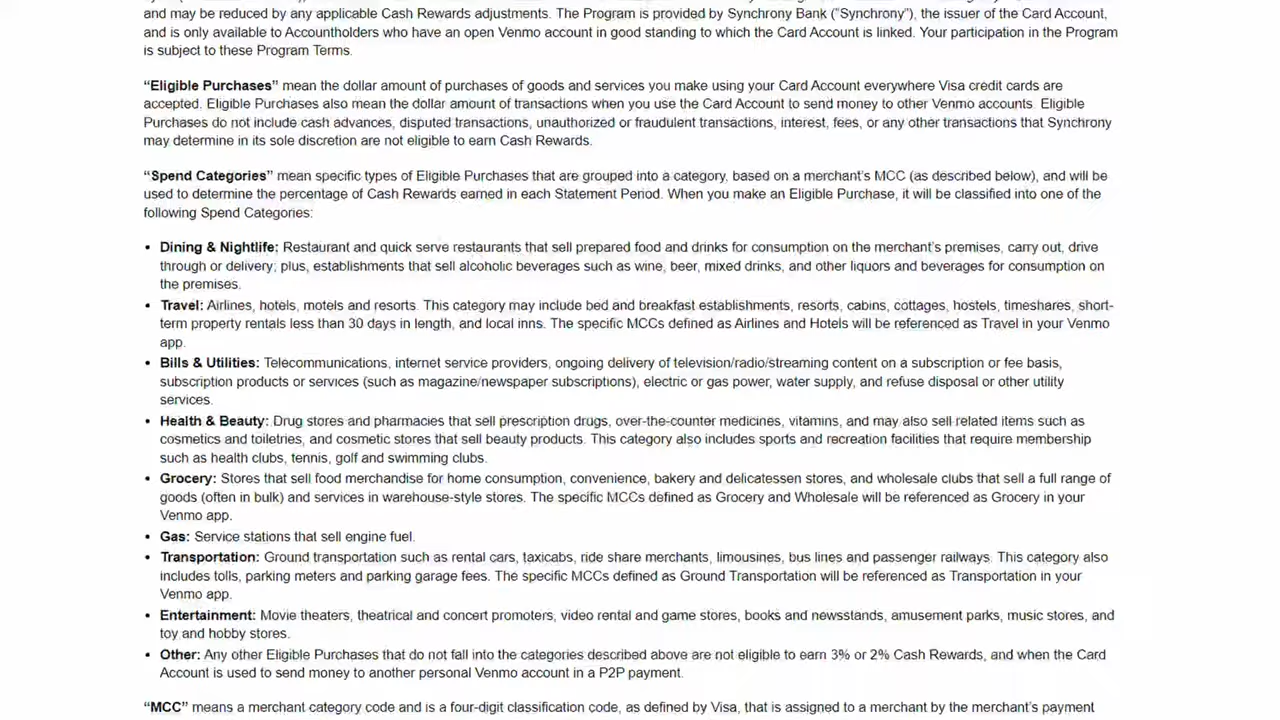 and may be reduced by any applicable Cash Rewards adjustments. The Program is provided by Synchrony Bank (“Synchrony”), the issuer of the Card Account,
and is only available to Accountholders who have an open Venmo account in good standing to which the Card Account is linked. Your participation in the Program
is subject to these Program Terms.
“Eligible Purchases” mean the dollar amount of purchases of goods and services you make using your Card Account everywhere Visa credit cards are
accepted. Eligible Purchases also mean the dollar amount of transactions when you use the Card Account to send money to other Venmo accounts. Eligible
Purchases do not include cash advances, disputed transactions, unauthorized or fraudulent transactions, interest, fees, or any other transactions that Synchrony
may determine in its sole discretion are not eligible to earn Cash Rewards.
“Spend Categories” mean specific types of Eligible Purchases that are grouped into a category, based on a merchant’s MCC (as described below), and will be
used to determine the percentage of Cash Rewards earned in each Statement Period. When you make an Eligible Purchase, it will be classified into one of the
following Spend Categories:
• Dining & Nightlife: Restaurant and quick serve restaurants that sell prepared food and drinks for consumption on the merchant’s premises, carry out, drive
through or delivery; plus, establishments that sell alcoholic beverages such as wine, beer, mixed drinks, and other liquors and beverages for consumption on
the premises.
• Travel: Airlines, hotels, motels and resorts. This category may include bed and breakfast establishments, resorts, cabins, cottages, hostels, timeshares, short-
term property rentals less than 30 days in length, and local inns. The specific MCCs defined as Airlines and Hotels will be referenced as Travel in your Venmo
app.
• Bills & Utilities: Telecommunications, internet service providers, ongoing delivery of television/radio/streaming content on a subscription or fee basis,
subscription products or services (such as magazine/newspaper subscriptions), electric or gas power, water supply, and refuse disposal or other utility
services.
• Health & Beauty: Drug stores and pharmacies that sell prescription drugs, over-the-counter medicines, vitamins, and may also sell related items such as
cosmetics and toiletries, and cosmetic stores that sell beauty products. This category also includes sports and recreation facilities that require membership
such as health clubs, tennis, golf and swimming clubs.
• Grocery: Stores that sell food merchandise for home consumption, convenience, bakery and delicatessen stores, and wholesale clubs that sell a full range of
goods (often in bulk) and services in warehouse-style stores. The specific MCCs defined as Grocery and Wholesale will be referenced as Grocery in your
Venmo app.
• Gas: Service stations that sell engine fuel.
• Transportation: Ground transportation such as rental cars, taxicabs, ride share merchants, limousines, bus lines and passenger railways. This category also
includes tolls, parking meters and parking garage fees. The specific MCCs defined as Ground Transportation will be referenced as Transportation in your
Venmo app.
• Entertainment: Movie theaters, theatrical and concert promoters, video rental and game stores, books and newsstands, amusement parks, music stores, and
toy and hobby stores.
• Other: Any other Eligible Purchases that do not fall into the categories described above are not eligible to earn 3% or 2% Cash Rewards, and when the Card
Account is used to send money to another personal Venmo account in a P2P payment.
“MCC” means a merchant category code and is a four-digit classification code, as defined by Visa, that is assigned to a merchant by the merchant’s payment